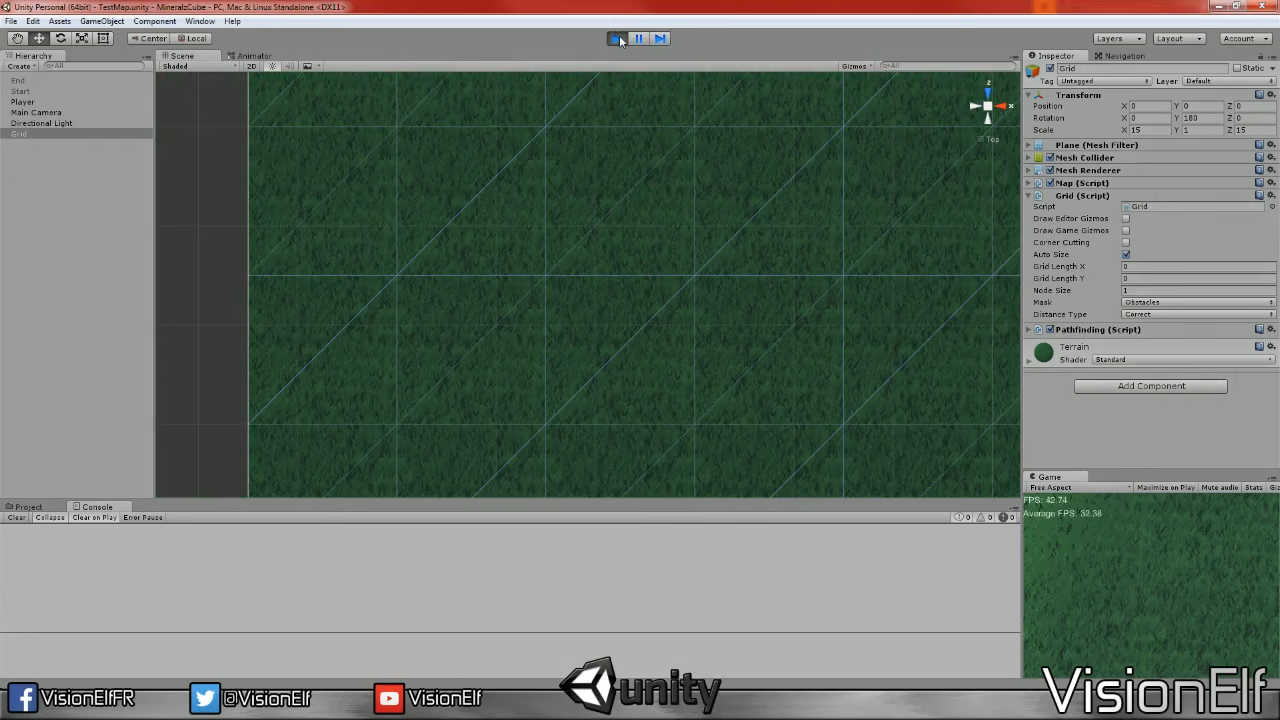 Unity Personal (64bit) - TestMap.unity - MineralzCube - PC, Mac & Linux Standalone <DX11>
File Edit Assets GameObject Component Window Help
Center Local Layers Layout Account
Hierarchy Scene Animator Inspector Navigation
Create All Shaded 2D Gizmos All Grid Static
End
Start
Player
Main Camera
Directional Light
Grid
z
x
Top
Tag Untagged Layer Default
Transform
Position X 0 Y 0 Z 0
Rotation X 0 Y 180 Z 0
Scale X 15 Y 1 Z 15
Plane (Mesh Filter)
Mesh Collider
Mesh Renderer
Map (Script)
Grid (Script)
Script Grid
Draw Editor Gizmos
Draw Game Gizmos
Corner Cutting
Auto Size
Grid Length X 0
Grid Length Y 0
Node Size 1
Mask Obstacles
Distance Type Correct
Pathfinding (Script)
Terrain
Shader Standard
Add Component
Game
Free Aspect Maximize on Play Mute audio Stats Giz
FPS: 42.74
Average FPS: 32.38
Project Console
Clear Collapse Clear on Play Error Pause 0 0 0
VisionElfFR @VisionElf VisionElf unity VisionElf